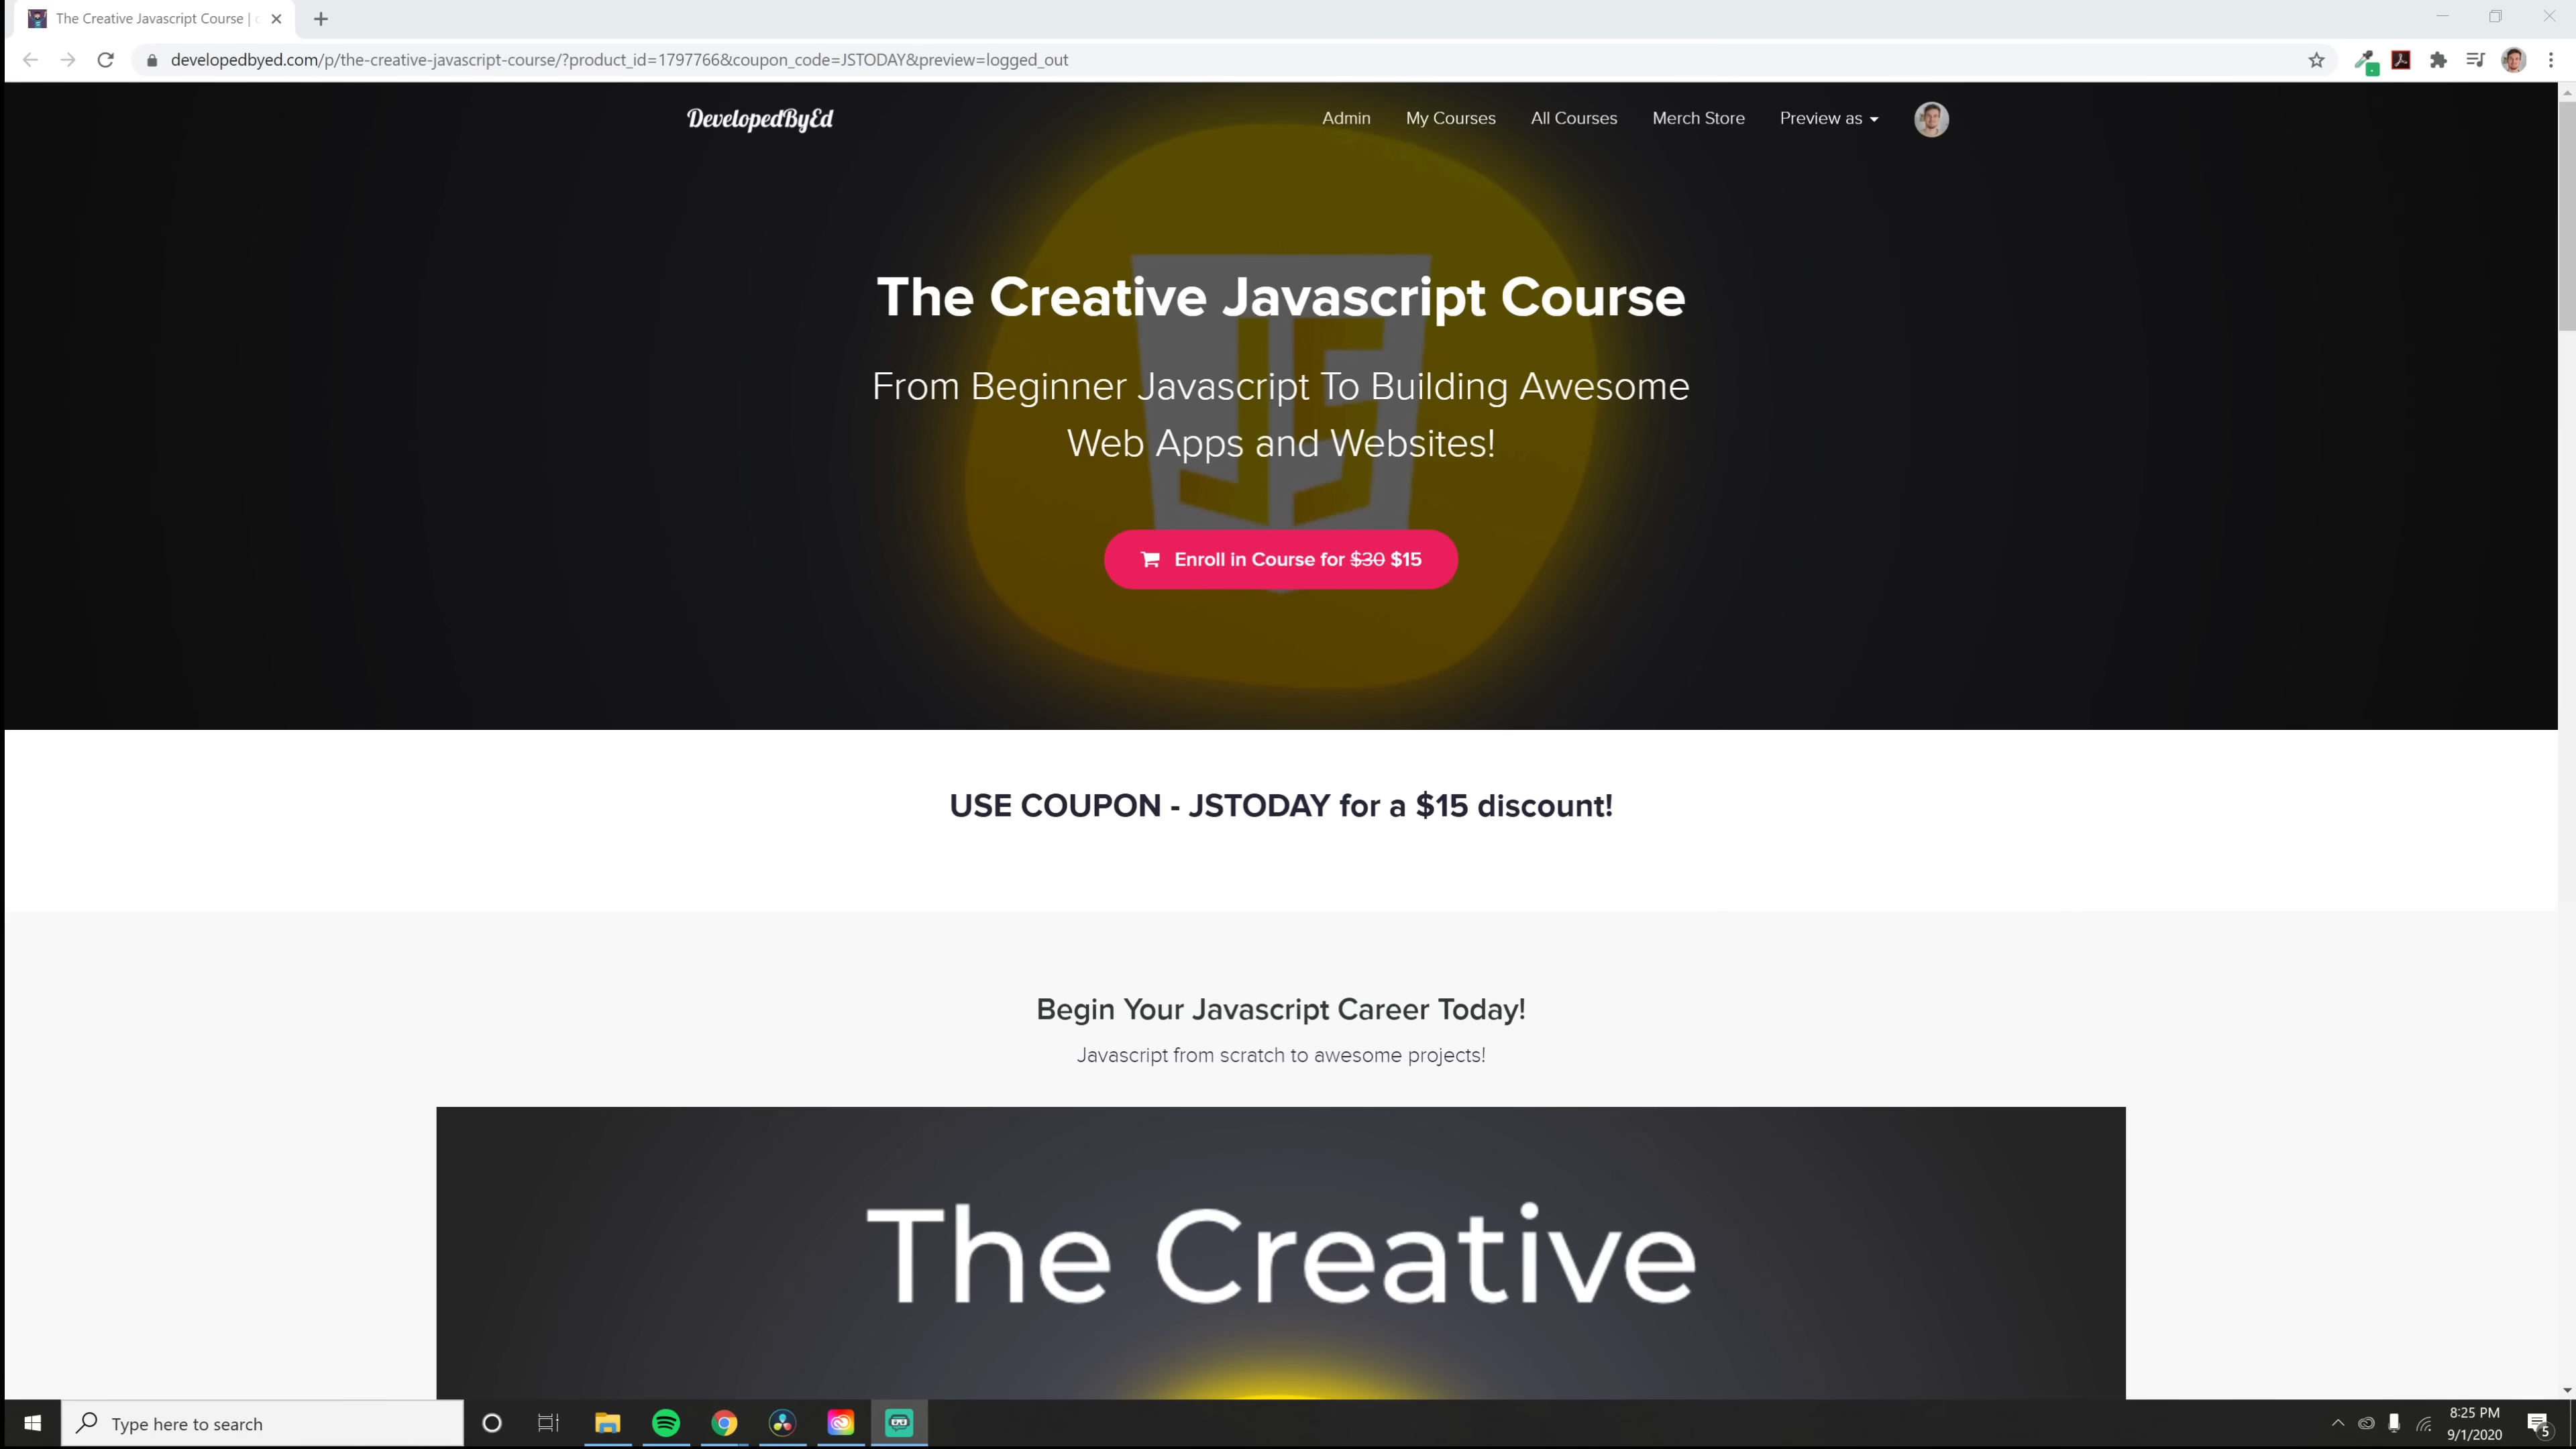 The Creative Javascript Course |
developedbyed.com/p/the-creative-javascript-course/?product_id=1797766&coupon_code=JSTODAY&preview=logged_out
DevelopedByEd
Admin
My Courses
All Courses
Merch Store
Preview as
The Creative Javascript Course
From Beginner Javascript To Building Awesome
Web Apps and Websites!
JS
Enroll in Course for $30 $15
USE COUPON - JSTODAY for a $15 discount!
Begin Your Javascript Career Today!
Javascript from scratch to awesome projects!
The Creative
Type here to search
8:25 PM
9/1/2020
5